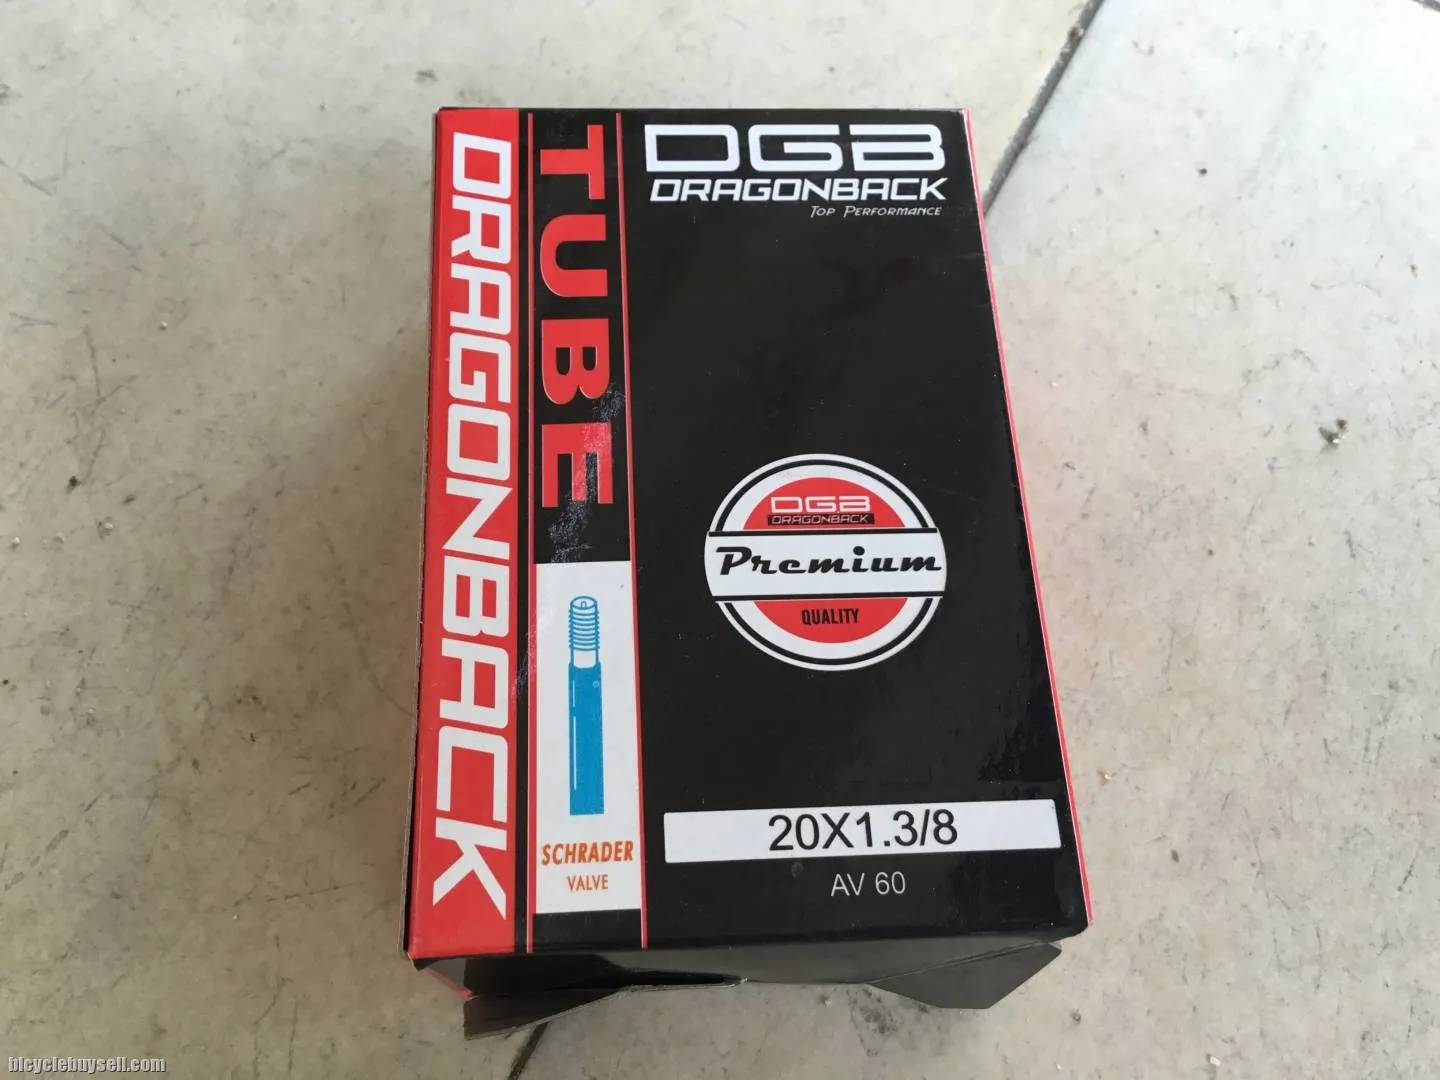 DRAGONBACK
TUBE
DGB
DRAGONBACK
TOP PERFORMANCE
DGB
DRAGONBACK
Premium
QUALITY
SCHRADER
VALVE
20X1.3/8
AV 60
bicyclebuysell.com